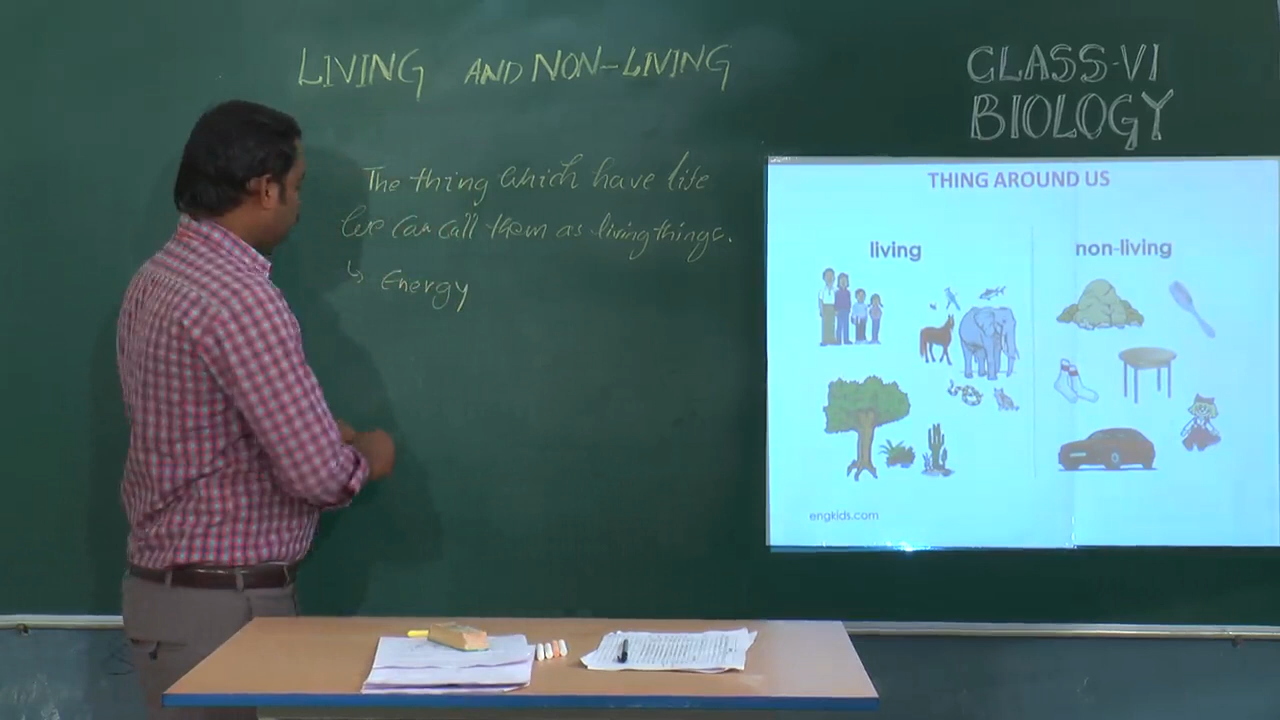 LIVING AND NON-LIVING
CLASS-VI
BIOLOGY
The thing which have life
We can call them as living things.
↳ Energy
THING AROUND US
living
non-living
engkids.com